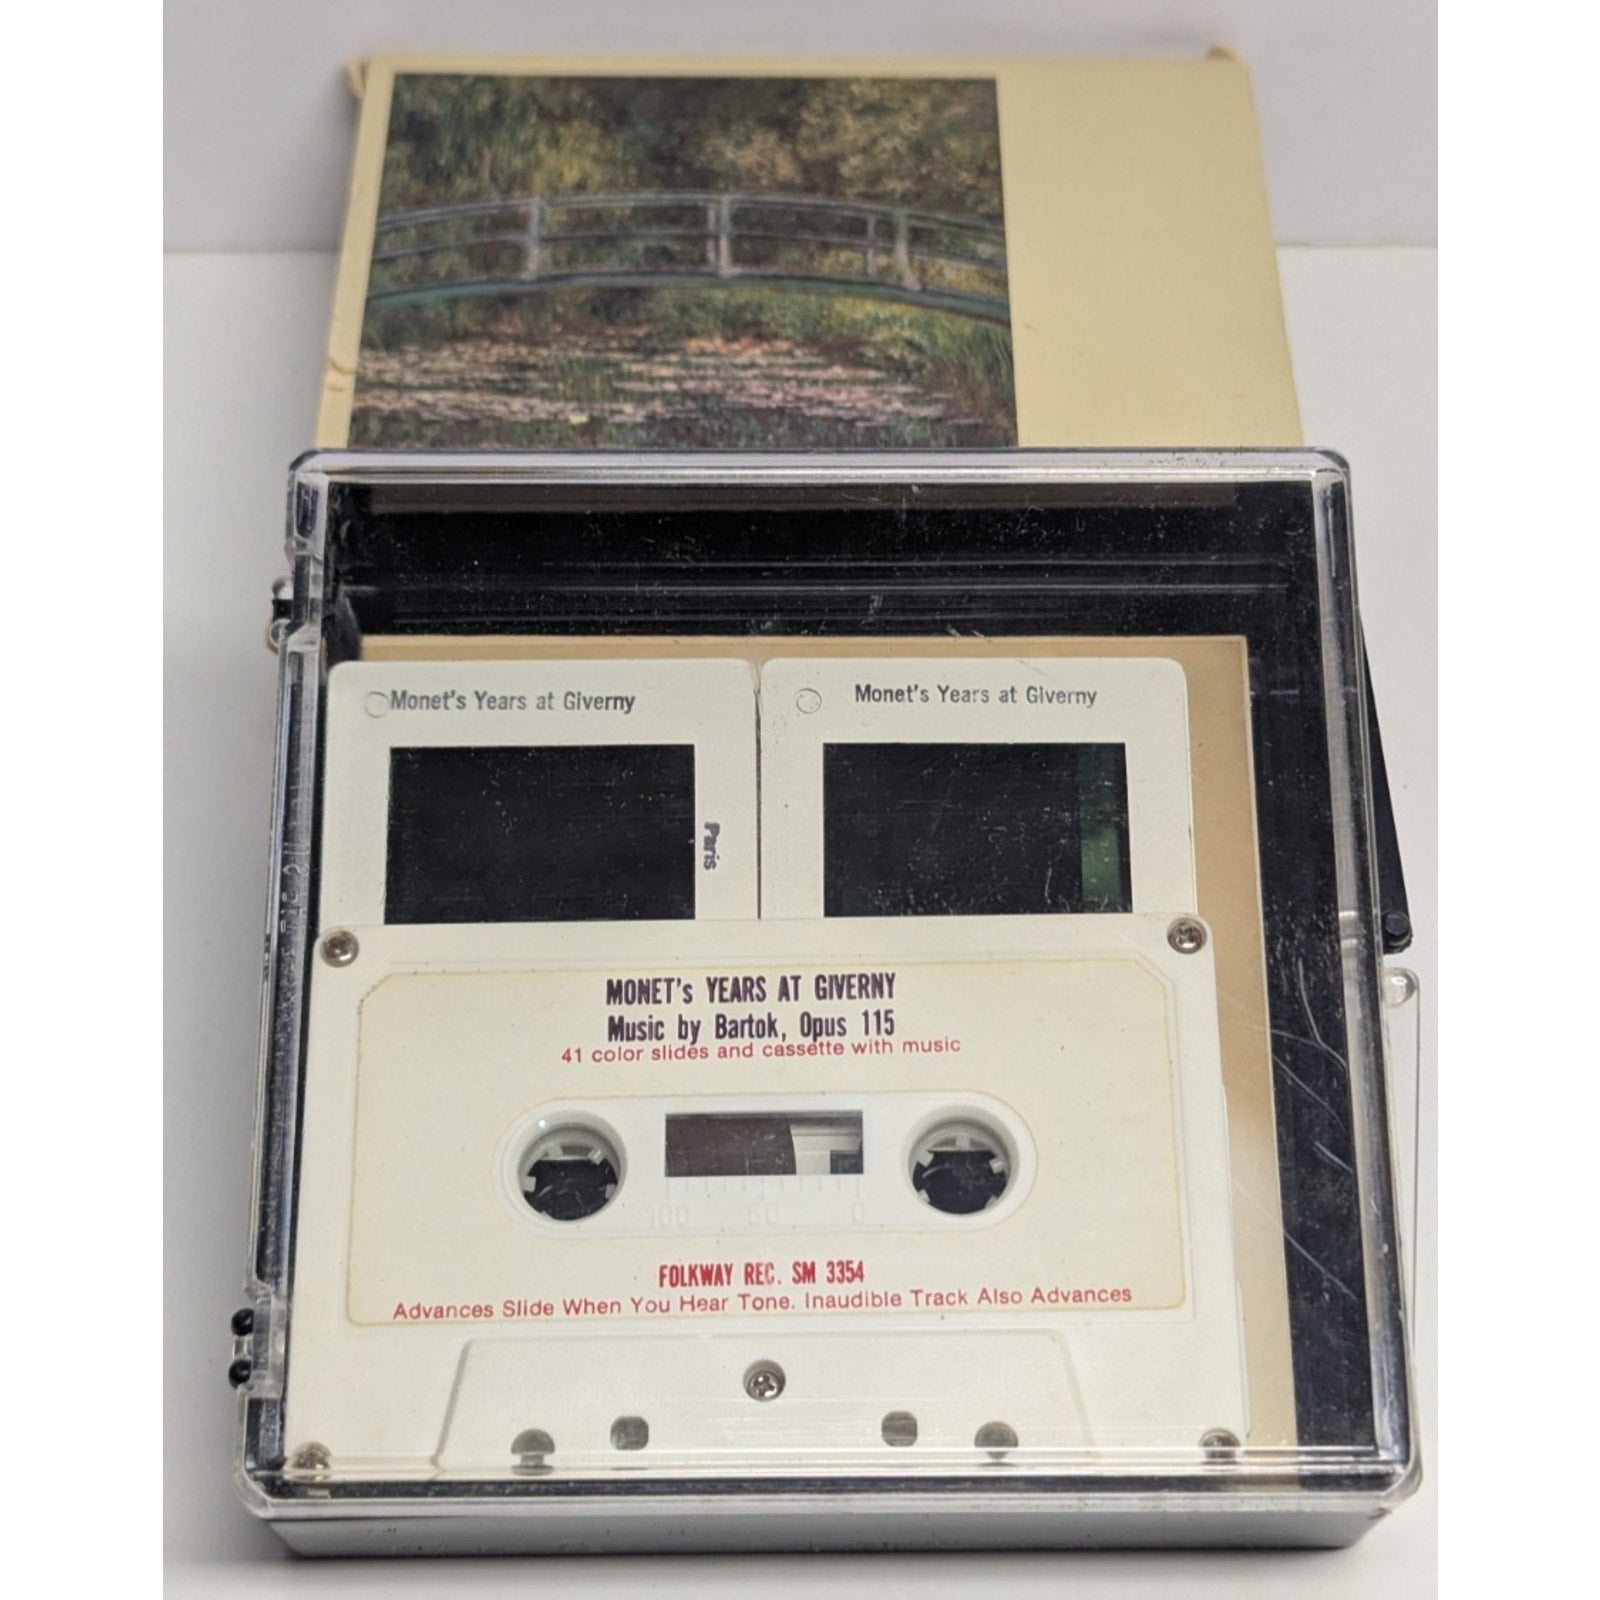 Monet's Years at Giverny
Paris
Monet's Years at Giverny
MONET's YEARS AT GIVERNY
Music by Bartok, Opus 115
41 color slides and cassette with music
100 50 0
FOLKWAY REC. SM 3354
Advances Slide When You Hear Tone. Inaudible Track Also Advances